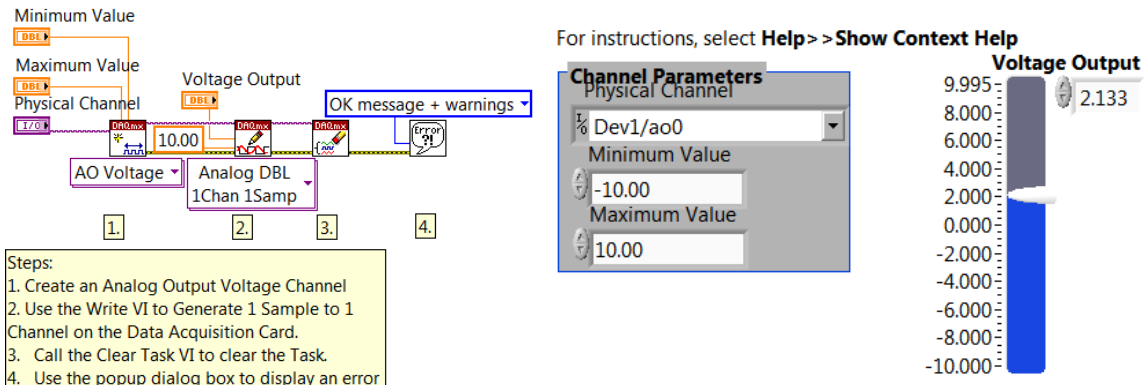 Minimum Value
DBL
Maximum Value
DBL
Physical Channel
I/O
Voltage Output
DBL
OK message + warnings
DAQmx
10.00
DAQmx
DAQmx
Error
?!
AO Voltage
Analog DBL
1Chan 1Samp
1.
2.
3.
4.
Steps:
1. Create an Analog Output Voltage Channel
2. Use the Write VI to Generate 1 Sample to 1
Channel on the Data Acquisition Card.
3. Call the Clear Task VI to clear the Task.
4. Use the popup dialog box to display an error
For instructions, select Help>>Show Context Help
Channel Parameters
Physical Channel
I/O Dev1/ao0
Minimum Value
-10.00
Maximum Value
10.00
Voltage Output
2.133
9.995
8.000
6.000
4.000
2.000
0.000
-2.000
-4.000
-6.000
-8.000
-10.000